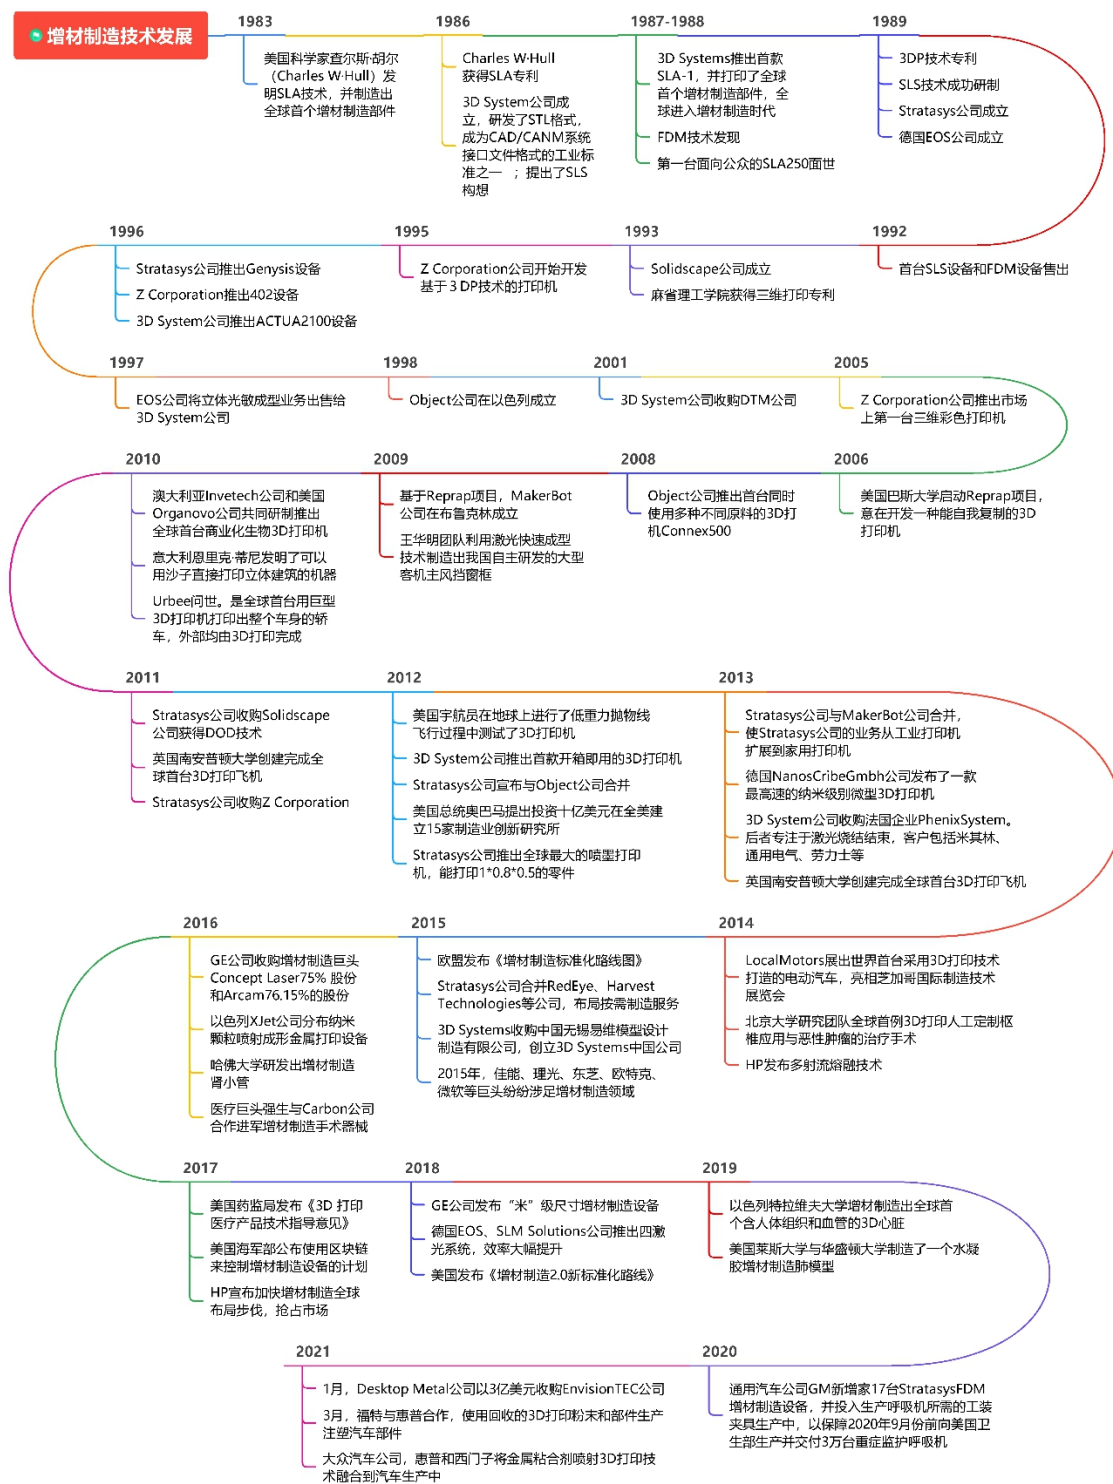 增材制造技术发展
1983
美国科学家查尔斯·胡尔
（Charles W·Hull）发
明SLA技术，并制造出
全球首个增材制造部件
1986
Charles W·Hull
获得SLA专利
3D System公司成
立，研发了STL格式，
成为CAD/CANM系统
接口文件格式的工业标
准之一 ；提出了SLS
构想
1987-1988
3D Systems推出首款
SLA-1，并打印了全球
首个增材制造部件，全
球进入增材制造时代
FDM技术发现
第一台面向公众的SLA250面世
1989
3DP技术专利
SLS技术成功研制
Stratasys公司成立
德国EOS公司成立
1992
首台SLS设备和FDM设备售出
1993
Solidscape公司成立
麻省理工学院获得三维打印专利
1995
Z Corporation公司开始开发
基于３DP技术的打印机
1996
Stratasys公司推出Genysis设备
Z Corporation推出402设备
3D System公司推出ACTUA2100设备
1997
EOS公司将立体光敏成型业务出售给
3D System公司
1998
Object公司在以色列成立
2001
3D System公司收购DTM公司
2005
Z Corporation公司推出市场
上第一台三维彩色打印机
2006
美国巴斯大学启动Reprap项目，
意在开发一种能自我复制的3D
打印机
2008
Object公司推出首台同时
使用多种不同原料的3D打
机Connex500
2009
基于Reprap项目，MakerBot
公司在布鲁克林成立
王华明团队利用激光快速成型
技术制造出我国自主研发的大型
客机主风挡窗框
2010
澳大利亚Invetech公司和美国
Organovo公司共同研制推出
全球首台商业化生物3D打印机
意大利恩里克·蒂尼发明了可以
用沙子直接打印立体建筑的机器
Urbee问世。是全球首台用巨型
3D打印机打印出整个车身的轿
车，外部均由3D打印完成
2011
Stratasys公司收购Solidscape
公司获得DOD技术
英国南安普顿大学创建完成全
球首台3D打印飞机
Stratasys公司收购Z Corporation
2012
美国宇航员在地球上进行了低重力抛物线
飞行过程中测试了3D打印机
3D System公司推出首款开箱即用的3D打印机
Stratasys公司宣布与Object公司合并
美国总统奥巴马提出投资十亿美元在全美建
立15家制造业创新研究所
Stratasys公司推出全球最大的喷墨打印
机，能打印1*0.8*0.5的零件
2013
Stratasys公司与MakerBot公司合并，
使Stratasys公司的业务从工业打印机
扩展到家用打印机
德国NanosCribeGmbh公司发布了一款
最高速的纳米级别微型3D打印机
3D System公司收购法国企业PhenixSystem。
后者专注于激光烧结结束，客户包括米其林、
通用电气、劳力士等
英国南安普顿大学创建完成全球首台3D打印飞机
2014
LocalMotors展出世界首台采用3D打印技术
打造的电动汽车，亮相芝加哥国际制造技术
展览会
北京大学研究团队全球首例3D打印人工定制枢
椎应用与恶性肿瘤的治疗手术
HP发布多射流熔融技术
2015
欧盟发布《增材制造标准化路线图》
Stratasys公司合并RedEye、Harvest
Technologies等公司，布局按需制造服务
3D Systems收购中国无锡易维模型设计
制造有限公司，创立3D Systems中国公司
2015年，佳能、理光、东芝、欧特克、
微软等巨头纷纷涉足增材制造领域
2016
GE公司收购增材制造巨头
Concept Laser75% 股份
和Arcam76.15%的股份
以色列XJet公司分布纳米
颗粒喷射成形金属打印设备
哈佛大学研发出增材制造
肾小管
医疗巨头强生与Carbon公司
合作进军增材制造手术器械
2017
美国药监局发布《3D 打印
医疗产品技术指导意见》
美国海军部公布使用区块链
来控制增材制造设备的计划
HP宣布加快增材制造全球
布局步伐，抢占市场
2018
GE公司发布“米”级尺寸增材制造设备
德国EOS、SLM Solutions公司推出四激
光系统，效率大幅提升
美国发布《增材制造2.0新标准化路线》
2019
以色列特拉维夫大学增材制造出全球首
个含人体组织和血管的3D心脏
美国莱斯大学与华盛顿大学制造了一个水凝
胶增材制造肺模型
2020
通用汽车公司GM新增家17台StratasysFDM
增材制造设备，并投入生产呼吸机所需的工装
夹具生产中，以保障2020年9月份前向美国卫
生部生产并交付3万台重症监护呼吸机
2021
1月，Desktop Metal公司以3亿美元收购EnvisionTEC公司
3月，福特与惠普合作，使用回收的3D打印粉末和部件生产
注塑汽车部件
大众汽车公司，惠普和西门子将金属粘合剂喷射3D打印技
术融合到汽车生产中